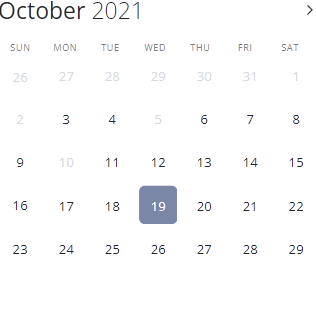 October 2021
SUN MON TUE WED THU FRI SAT
26 27 28 29 30 31 1
2 3 4 5 6 7 8
9 10 11 12 13 14 15
16 17 18 19 20 21 22
23 24 25 26 27 28 29